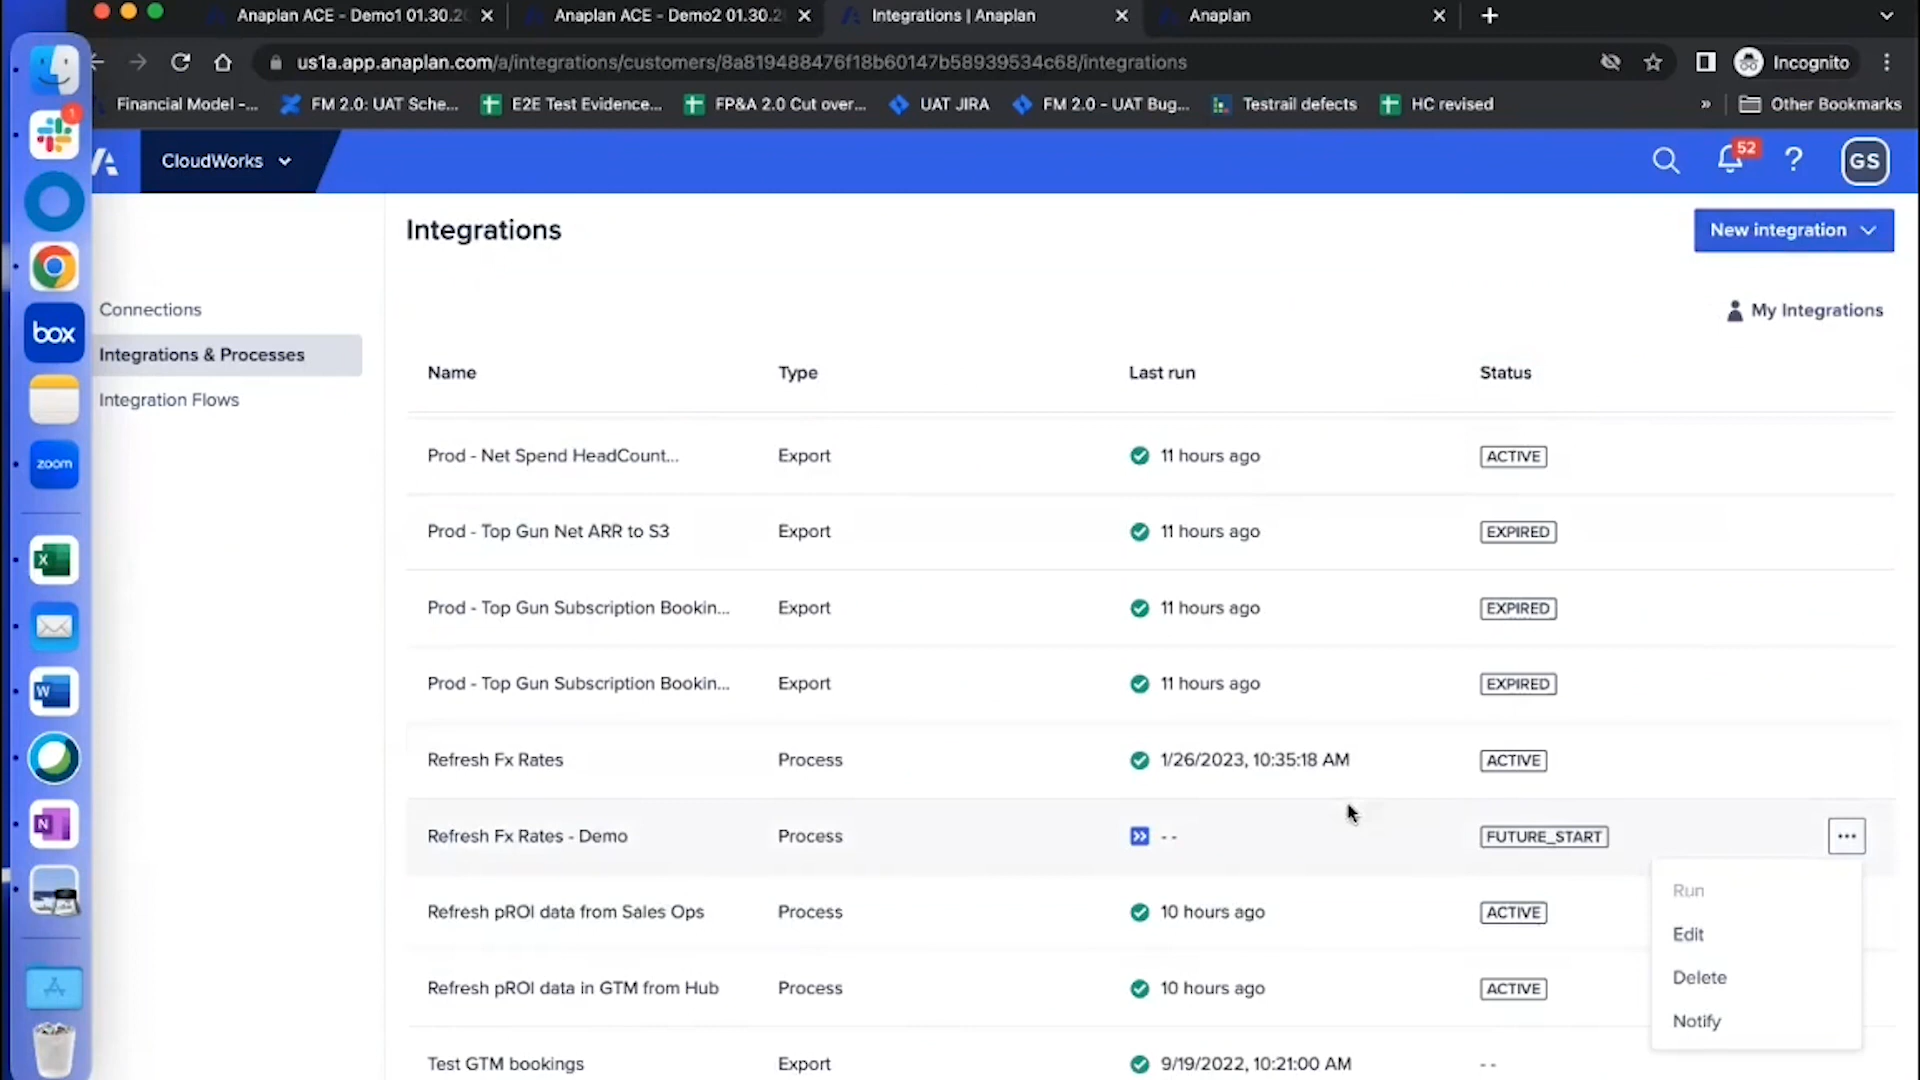 Anaplan ACE - Demo1 01.30.20
Anaplan ACE - Demo2 01.30.2
Integrations | Anaplan
Anaplan
us1a.app.anaplan.com/a/integrations/customers/8a819488476f18b60147b58939534c68/integrations
Incognito
Financial Model -...
FM 2.0: UAT Sche...
E2E Test Evidence...
FP&A 2.0 Cut over...
UAT JIRA
FM 2.0 - UAT Bug...
Testrail defects
HC revised
»
Other Bookmarks
CloudWorks
52
?
GS
1
box
zoom
X
W
N
Connections
Integrations & Processes
Integration Flows
Integrations
New integration
My Integrations
Name Type Last run Status
Prod - Net Spend HeadCount... Export 11 hours ago ACTIVE
Prod - Top Gun Net ARR to S3 Export 11 hours ago EXPIRED
Prod - Top Gun Subscription Bookin... Export 11 hours ago EXPIRED
Prod - Top Gun Subscription Bookin... Export 11 hours ago EXPIRED
Refresh Fx Rates Process 1/26/2023, 10:35:18 AM ACTIVE
Refresh Fx Rates - Demo Process - - FUTURE_START
Refresh pROI data from Sales Ops Process 10 hours ago ACTIVE
Refresh pROI data in GTM from Hub Process 10 hours ago ACTIVE
Test GTM bookings Export 9/19/2022, 10:21:00 AM - -
Run
Edit
Delete
Notify